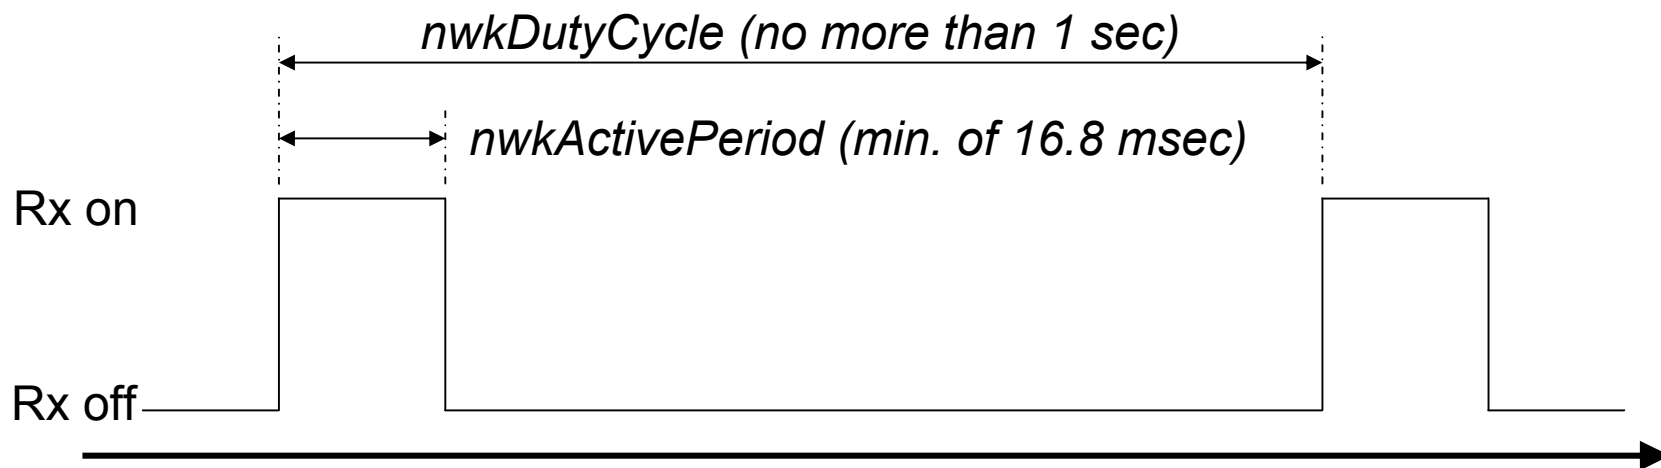 nwkDutyCycle (no more than 1 sec)
nwkActivePeriod (min. of 16.8 msec)
Rx on
Rx off